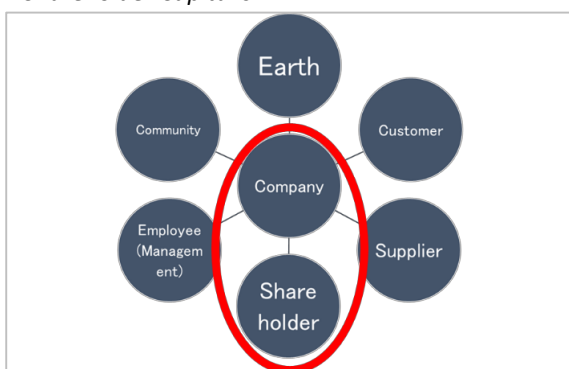 Earth
Community
Customer
Company
Employee
(Managem
ent)
Supplier
Share
holder